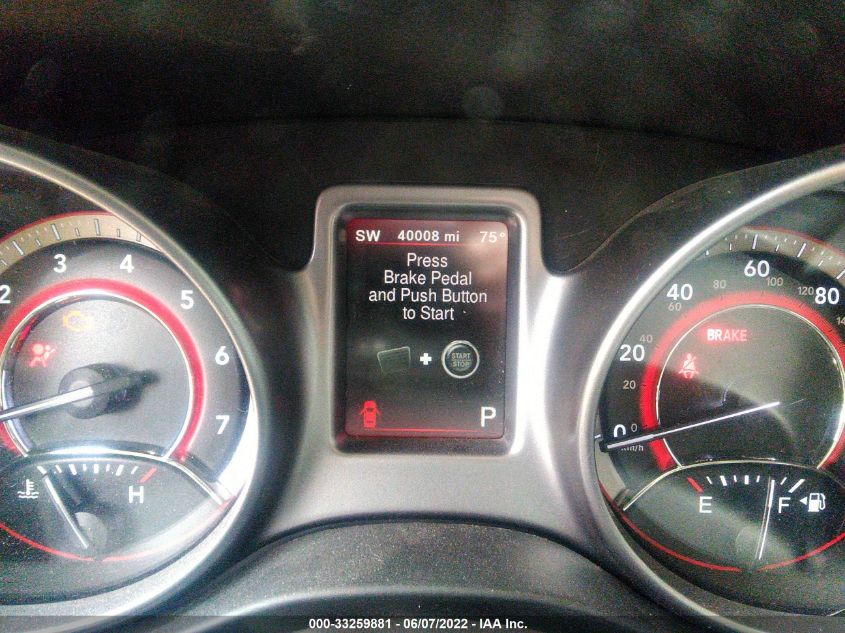 SW 40008 mi 75°
Press
Brake Pedal
and Push Button
to Start
+ START
STOP
P
2 3 4 5 6 7
H
0 20 40 60 80
0 20 40 60 80 100 120
km/h
BRAKE
E F
000-33259881 - 06/07/2022 - IAA Inc.